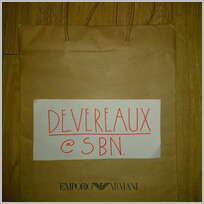 DEVEREAUX
@ SBN
EMPORIO ARMANI